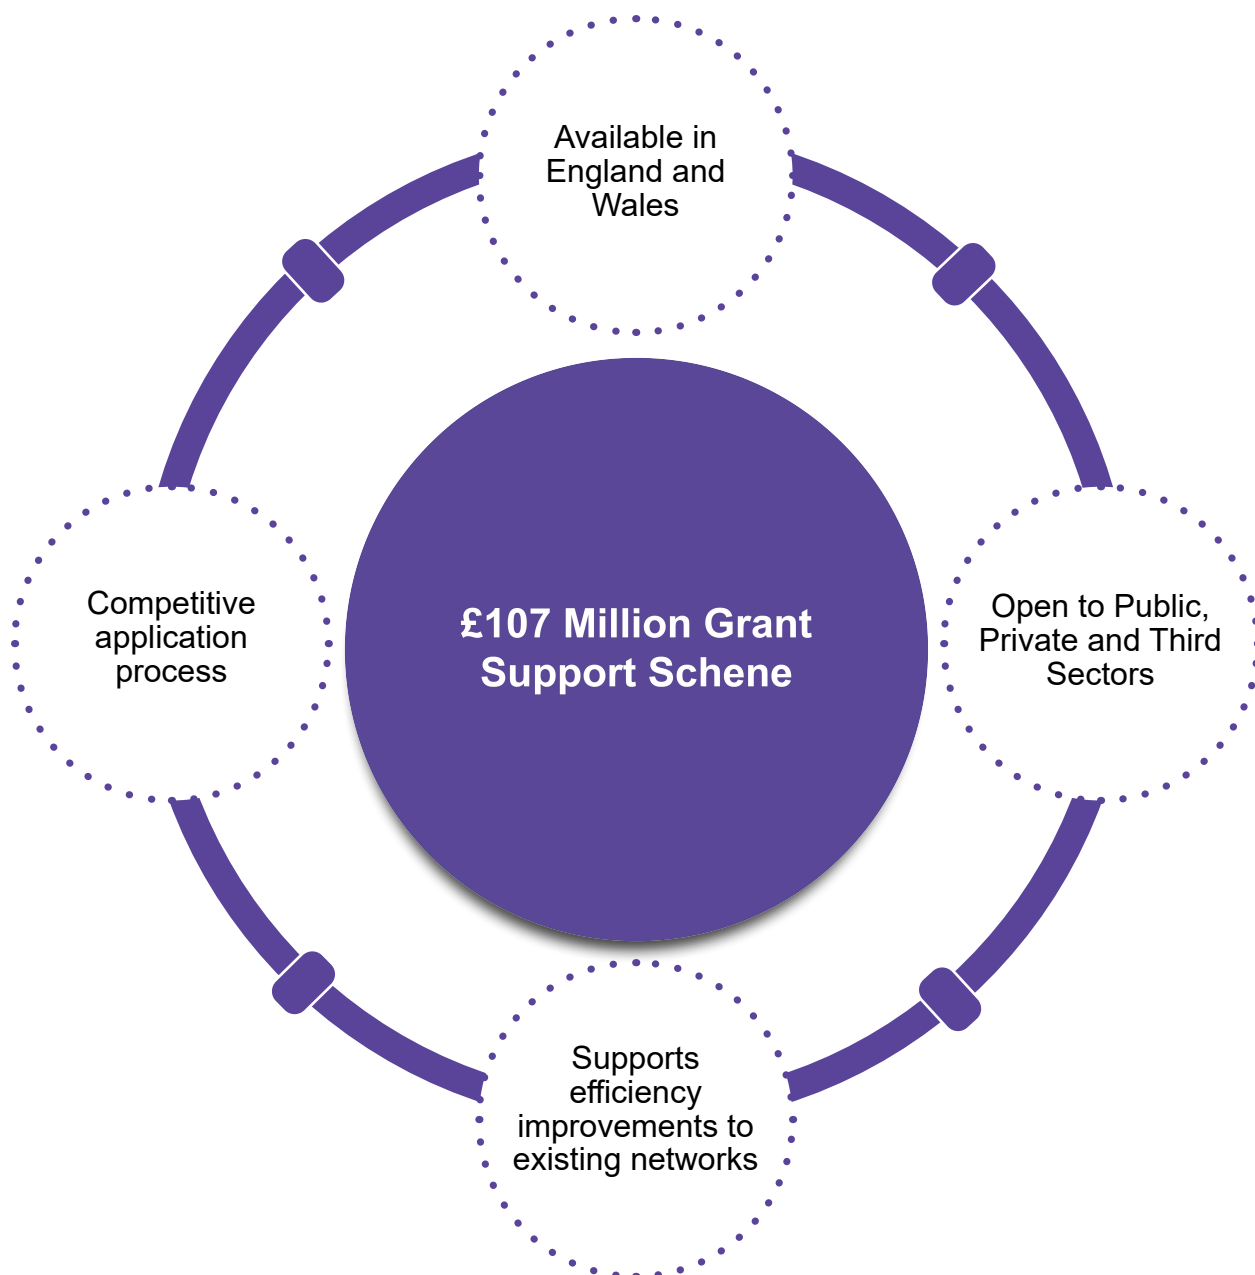 Available in
England and
Wales
Competitive
application
process
£107 Million Grant
Support Schene
Open to Public,
Private and Third
Sectors
Supports
efficiency
improvements to
existing networks